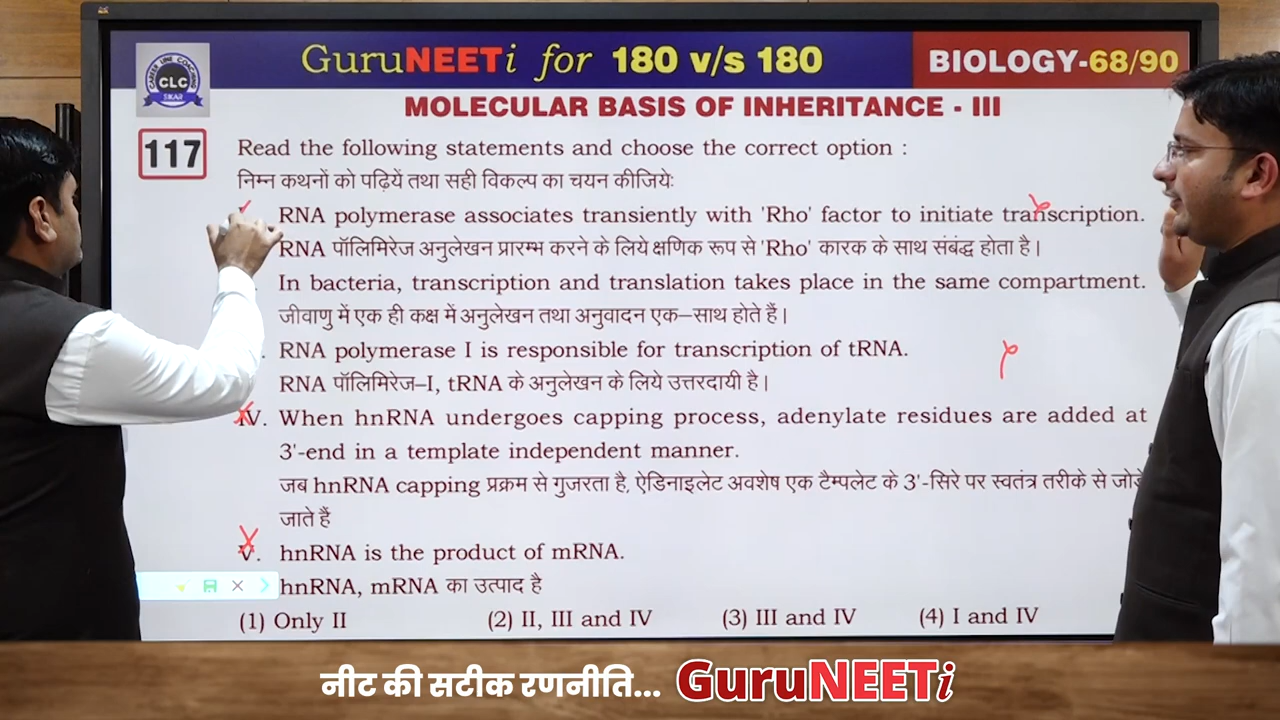 GuruNEETi for 180 v/s 180
BIOLOGY-68/90
CLC
SIKAR
MOLECULAR BASIS OF INHERITANCE - III
117
Read the following statements and choose the correct option :
निम्न कथनों को पढ़ियें तथा सही विकल्प का चयन कीजियेः
RNA polymerase associates transiently with 'Rho' factor to initiate transcription.
RNA पॉलिमिरेज अनुलेखन प्रारम्भ करने के लिये क्षणिक रूप से 'Rho' कारक के साथ संबंद्ध होता है।
In bacteria, transcription and translation takes place in the same compartment.
जीवाणु में एक ही कक्ष में अनुलेखन तथा अनुवादन एक–साथ होते हैं।
RNA polymerase I is responsible for transcription of tRNA.
RNA पॉलिमिरेज–I, tRNA के अनुलेखन के लिये उत्तरदायी है।
IV. When hnRNA undergoes capping process, adenylate residues are added at
3'-end in a template independent manner.
जब hnRNA capping प्रक्रम से गुजरता है, ऐडिनाइलेट अवशेष एक टैम्पलेट के 3'-सिरे पर स्वतंत्र तरीके से जोड़े
जाते हैं
V. hnRNA is the product of mRNA.
hnRNA, mRNA का उत्पाद है
(1) Only II (2) II, III and IV (3) III and IV (4) I and IV
नीट की सटीक रणनीति... GuruNEETi